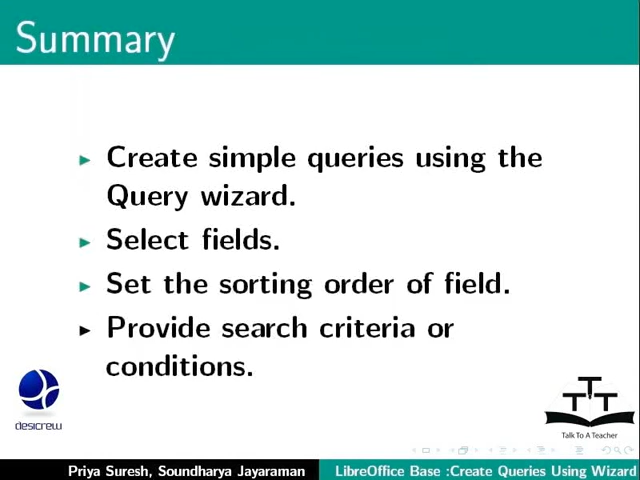 Summary
Create simple queries using the
Query wizard.
Select fields.
Set the sorting order of field.
Provide search criteria or
conditions.
desicrew
TTT
Talk To A Teacher
Priya Suresh, Soundharya Jayaraman LibreOffice Base :Create Queries Using Wizard